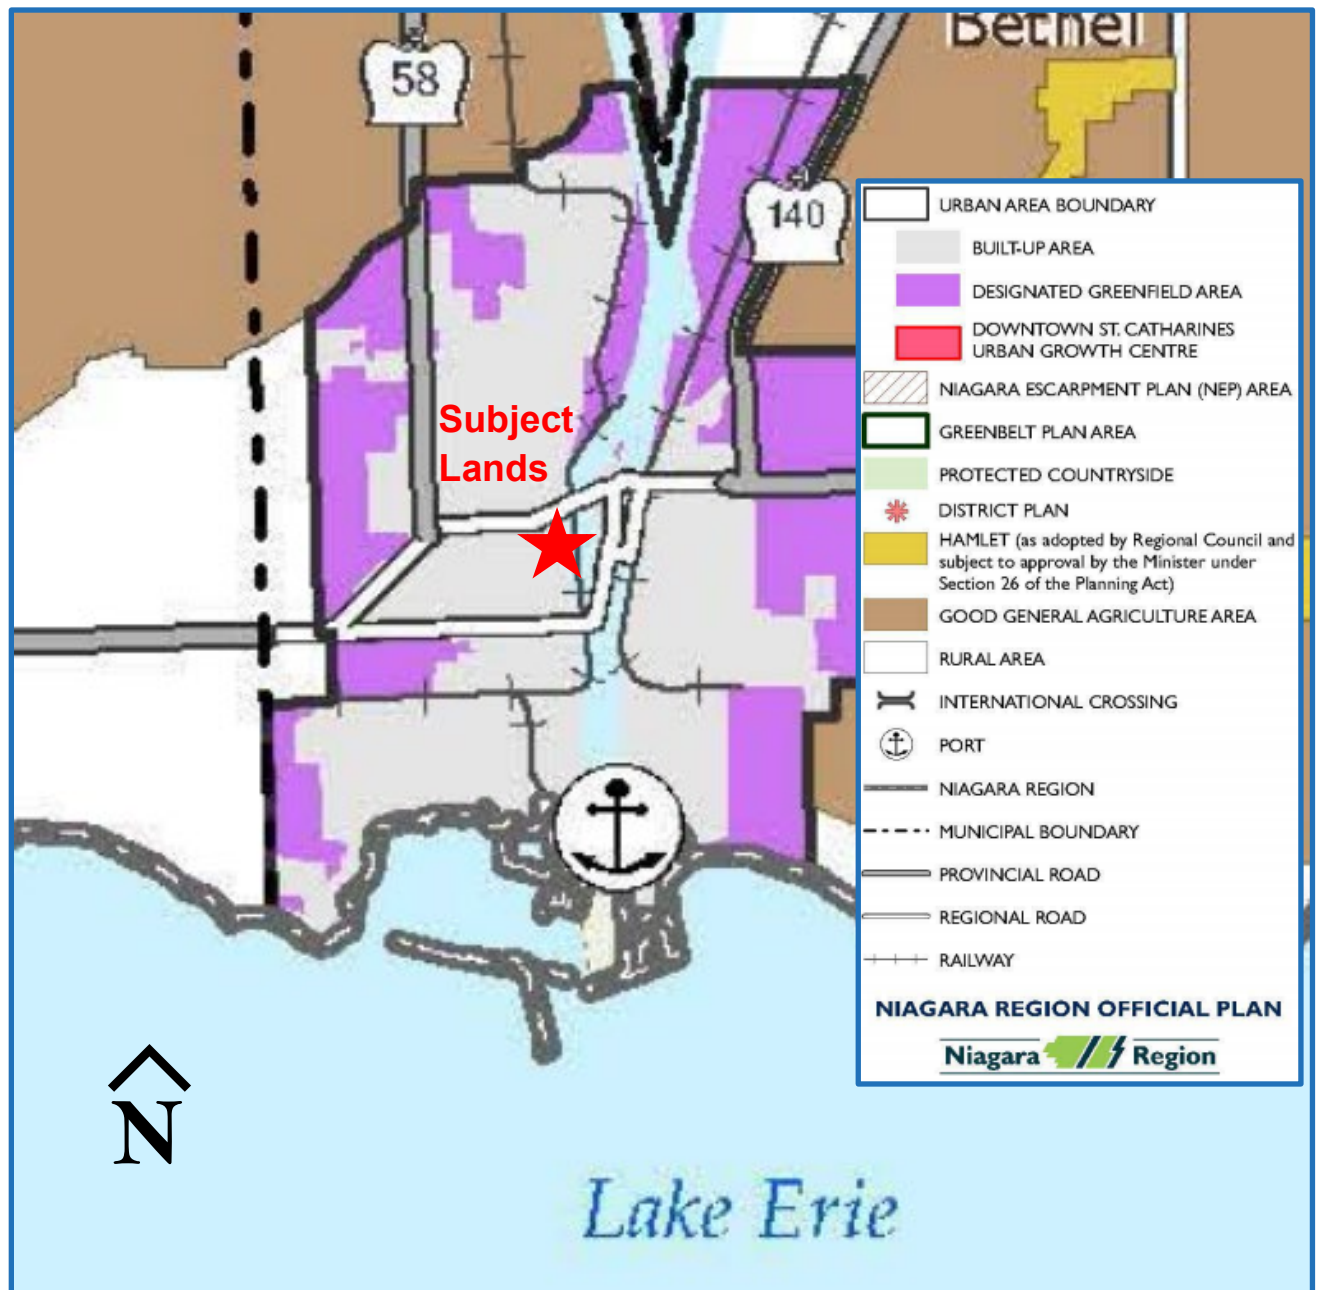 Bethel
58
140
Subject
Lands
URBAN AREA BOUNDARY
BUILT-UP AREA
DESIGNATED GREENFIELD AREA
DOWNTOWN ST. CATHARINES
URBAN GROWTH CENTRE
NIAGARA ESCARPMENT PLAN (NEP) AREA
GREENBELT PLAN AREA
PROTECTED COUNTRYSIDE
DISTRICT PLAN
HAMLET (as adopted by Regional Council and
subject to approval by the Minister under
Section 26 of the Planning Act)
GOOD GENERAL AGRICULTURE AREA
RURAL AREA
INTERNATIONAL CROSSING
PORT
NIAGARA REGION
MUNICIPAL BOUNDARY
PROVINCIAL ROAD
REGIONAL ROAD
RAILWAY
NIAGARA REGION OFFICIAL PLAN
Niagara Region
N
Lake Erie